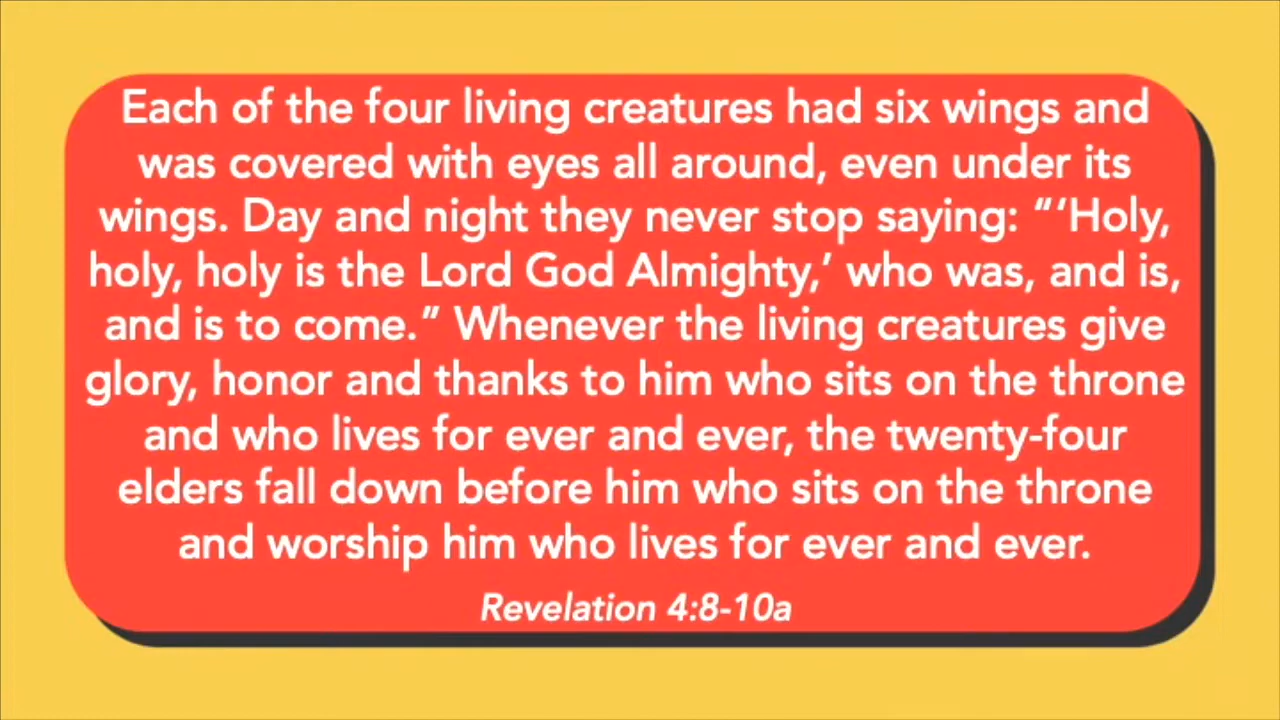 Each of the four living creatures had six wings and
was covered with eyes all around, even under its
wings. Day and night they never stop saying: “‘Holy,
holy, holy is the Lord God Almighty,’ who was, and is,
and is to come.” Whenever the living creatures give
glory, honor and thanks to him who sits on the throne
and who lives for ever and ever, the twenty-four
elders fall down before him who sits on the throne
and worship him who lives for ever and ever.
Revelation 4:8-10a